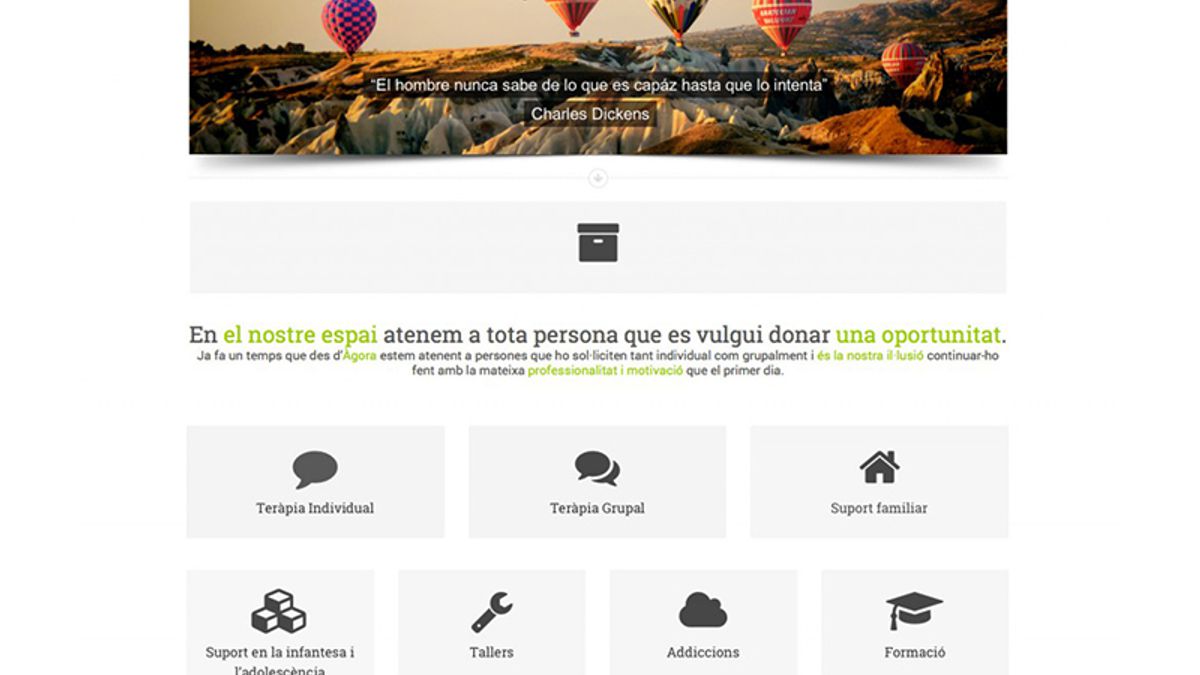 “El hombre nunca sabe de lo que es capáz hasta que lo intenta”
Charles Dickens
En el nostre espai atenem a tota persona que es vulgui donar una oportunitat.
Ja fa un temps que des d'Àgora estem atenent a persones que ho sol·liciten tant individual com grupalment i és la nostra il·lusió continuar-ho
fent amb la mateixa professionalitat i motivació que el primer dia.
Teràpia Individual
Teràpia Grupal
Suport familiar
Suport en la infantesa i
l'adolescència
Tallers
Addiccions
Formació